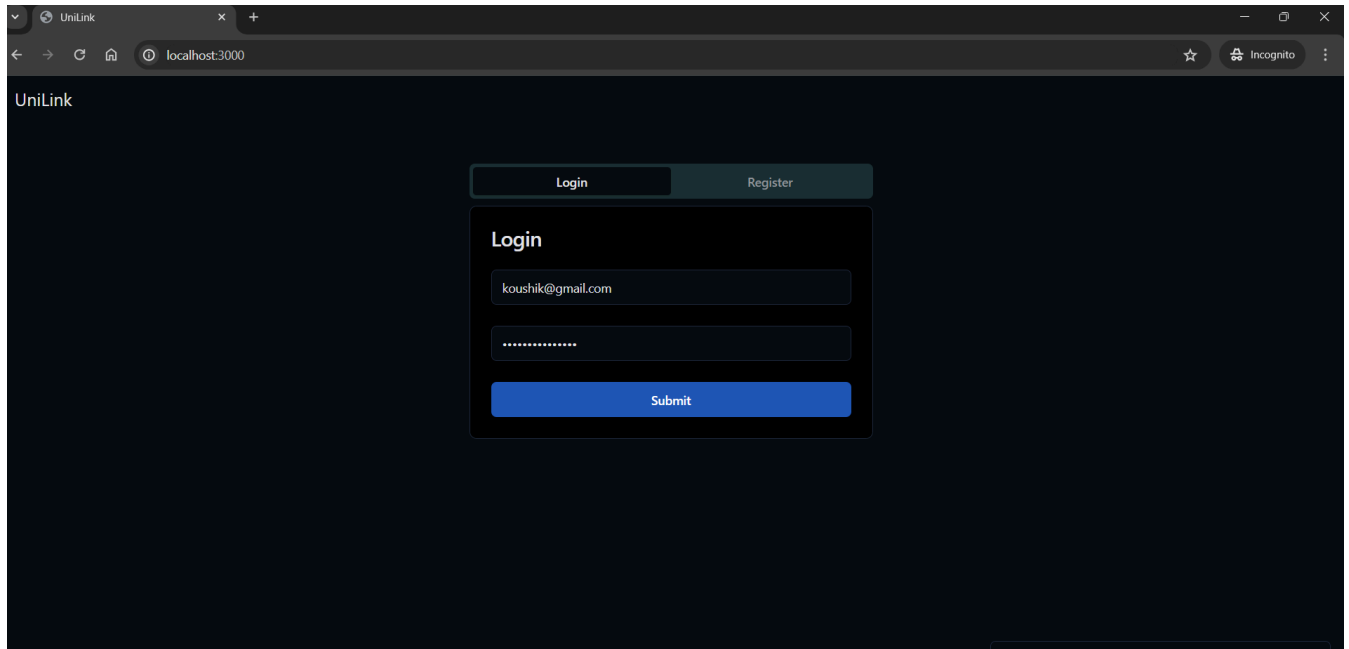 UniLink
localhost:3000
Incognito
UniLink
Login Register
Login
koushik@gmail.com
•••••••••••••••
Submit